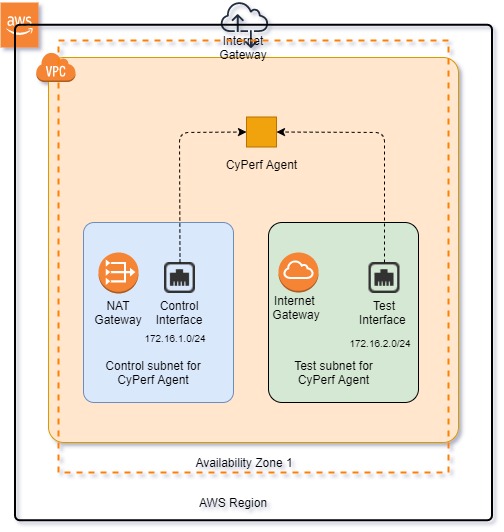 aws
Internet
Gateway
VPC
CyPerf Agent
NAT
Gateway
Control
Interface
172.16.1.0/24
Control subnet for
CyPerf Agent
Internet
Gateway
Test
Interface
172.16.2.0/24
Test subnet for
CyPerf Agent
Availability Zone 1
AWS Region